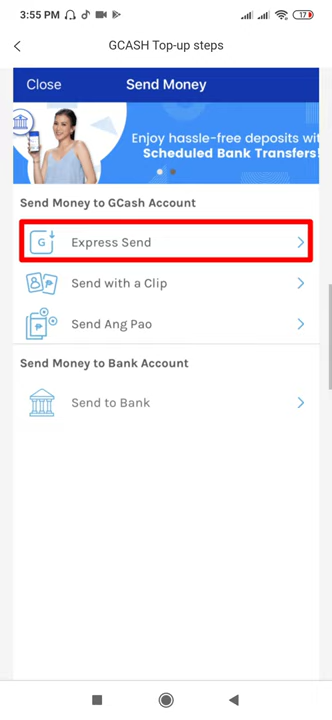 3:55 PM
17
GCASH Top-up steps
Close
Send Money
Enjoy hassle-free deposits wit
Scheduled Bank Transfers!
Send Money to GCash Account
G
Express Send
Send with a Clip
Send Ang Pao
Send Money to Bank Account
Send to Bank